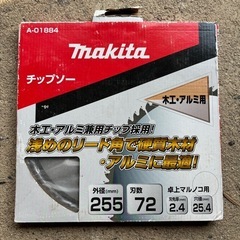 A-01884
makita
チップソー
木工・アルミ用
木工・アルミ兼用チップ採用!
浅めのリード角で硬質木材
・アルミに最適!
外径(mm)
255
刃数
72
卓上マルノコ用
2.4
25.4